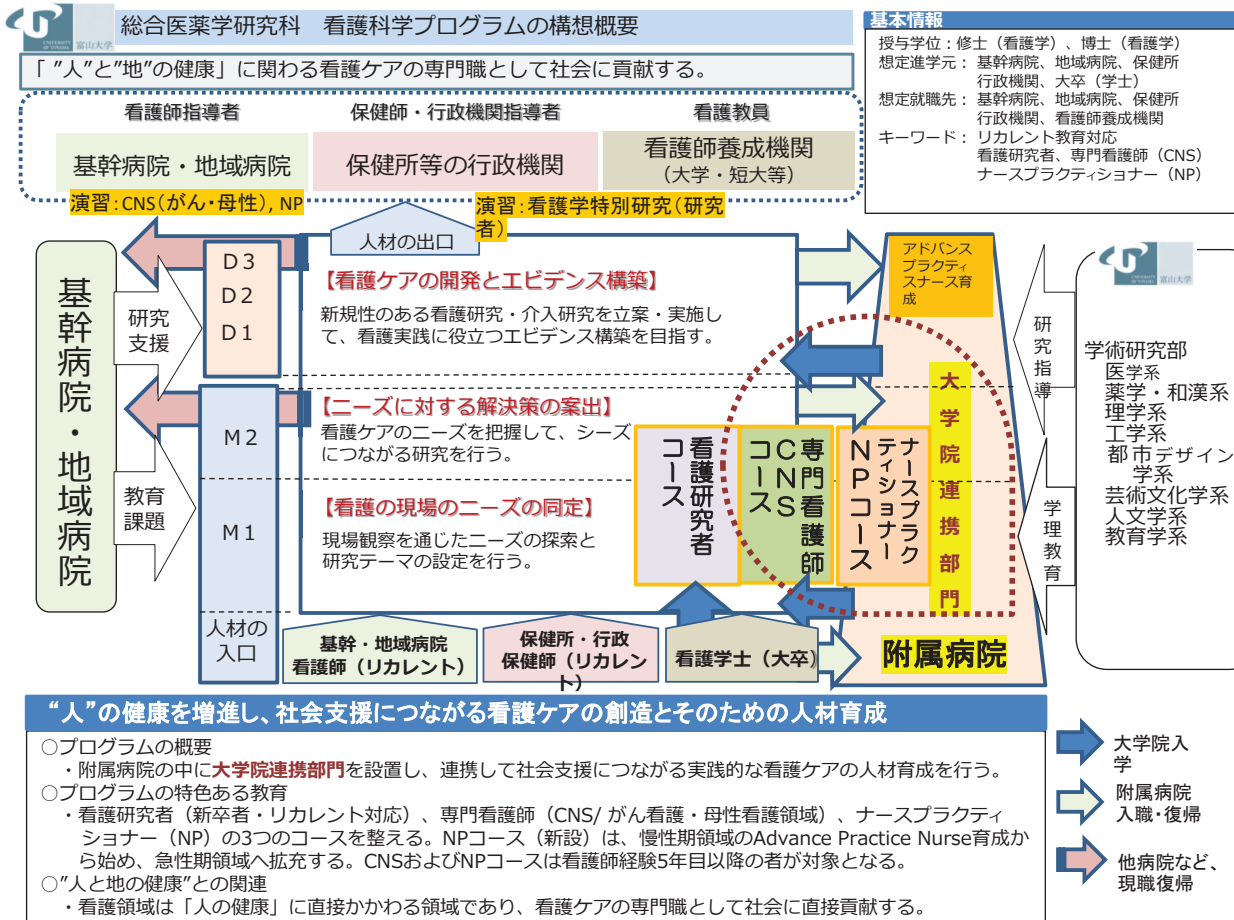 富山大学
総合医薬学研究科　看護科学プログラムの構想概要
「 ”人”と”地”の健康」に関わる看護ケアの専門職として社会に貢献する。
基本情報
授与学位：修士（看護学）、博士（看護学）
想定進学元： 基幹病院、地域病院、保健所
行政機関、大卒（学士）
想定就職先： 基幹病院、地域病院、保健所
行政機関、看護師養成機関
キーワード： リカレント教育対応
看護研究者、専門看護師（CNS）
ナースプラクティショナー（NP）
看護師指導者
保健師・行政機関指導者
看護教員
基幹病院・地域病院
保健所等の行政機関
看護師養成機関
（大学・短大等）
演習：CNS（がん・母性）, NP
演習：看護学特別研究（研究
者）
人材の出口
基幹病院・地域病院
研究
支援
教育
課題
D３
D２
D１
M２
M１
人材の
入口
【看護ケアの開発とエビデンス構築】
新規性のある看護研究・介入研究を立案・実施し
て、看護実践に役立つエビデンス構築を目指す。
【ニーズに対する解決策の案出】
看護ケアのニーズを把握して、シーズ
につながる研究を行う。
【看護の現場のニーズの同定】
現場観察を通じたニーズの探索と
研究テーマの設定を行う。
看護研究者
コース
専門看護師
ＣＮＳ
コース
ナースプラク
ティショナー
ＮＰコース
アドバンス
プラクティ
スナース育
成
大学院連携部門
附属病院
研究指導
学理教育
富山大学
学術研究部
医学系
薬学・和漢系
理学系
工学系
都市デザイン
学系
芸術文化学系
人文学系
教育学系
基幹・地域病院
看護師（リカレント）
保健所・行政
保健師（リカレン
ト）
看護学士（大卒）
“人”の健康を増進し、社会支援につながる看護ケアの創造とそのための人材育成
○プログラムの概要
・附属病院の中に大学院連携部門を設置し、連携して社会支援につながる実践的な看護ケアの人材育成を行う。
○プログラムの特色ある教育
・看護研究者（新卒者・リカレント対応）、専門看護師（CNS/ がん看護・母性看護領域）、ナースプラクティ
ショナー（NP）の3つのコースを整える。NPコース（新設）は、慢性期領域のAdvance Practice Nurse育成か
ら始め、急性期領域へ拡充する。CNSおよびNPコースは看護師経験5年目以降の者が対象となる。
○”人と地の健康”との関連
・看護領域は「人の健康」に直接かかわる領域であり、看護ケアの専門職として社会に直接貢献する。
大学院入
学
附属病院
入職・復帰
他病院など、
現職復帰